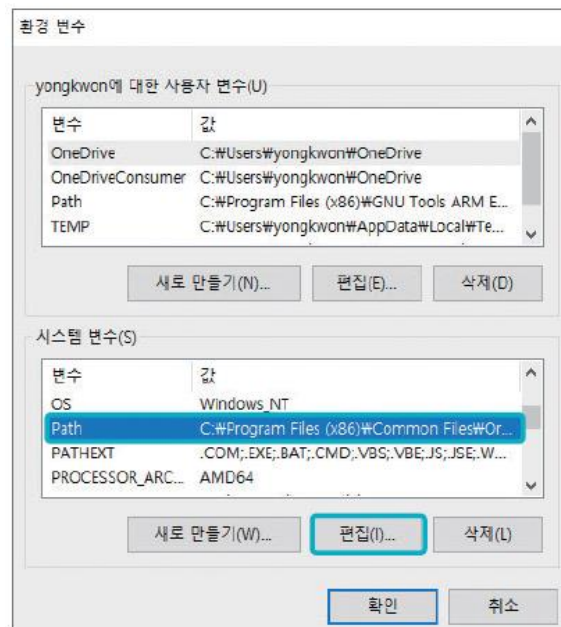 환경 변수
yongkwon에 대한 사용자 변수(U)
변수 값
OneDrive C:₩Users₩yongkwon₩OneDrive
OneDriveConsumer C:₩Users₩yongkwon₩OneDrive
Path C:₩Program Files (x86)₩GNU Tools ARM E...
TEMP C:₩Users₩yongkwon₩AppData₩Local₩Te...
새로 만들기(N)... 편집(E)... 삭제(D)
시스템 변수(S)
변수 값
OS Windows_NT
Path C:₩Program Files (x86)₩Common Files₩Or...
PATHEXT .COM;.EXE;.BAT;.CMD;.VBS;.VBE;.JS;.JSE;.W...
PROCESSOR_ARC... AMD64
새로 만들기(W)... 편집(I)... 삭제(L)
확인 취소